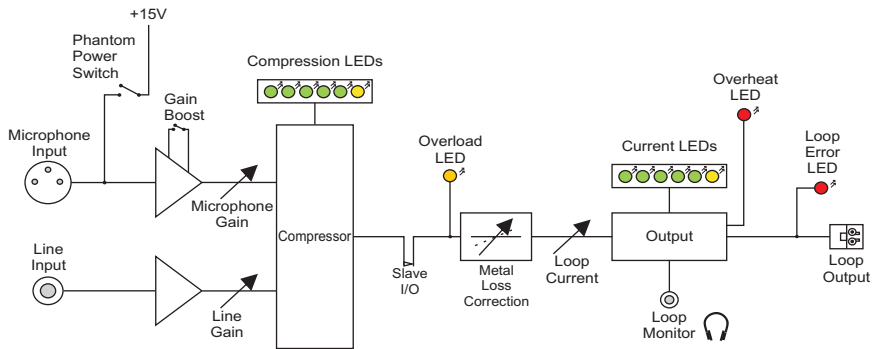 +15V
Phantom
Power
Switch
Gain
Boost
Microphone
Input
Microphone
Gain
Line
Input
Line
Gain
Compression LEDs
Compressor
Slave
I/O
Overload
LED
Metal
Loss
Correction
Loop
Current
Current LEDs
Output
Loop
Monitor
Overheat
LED
Loop
Error
LED
Loop
Output